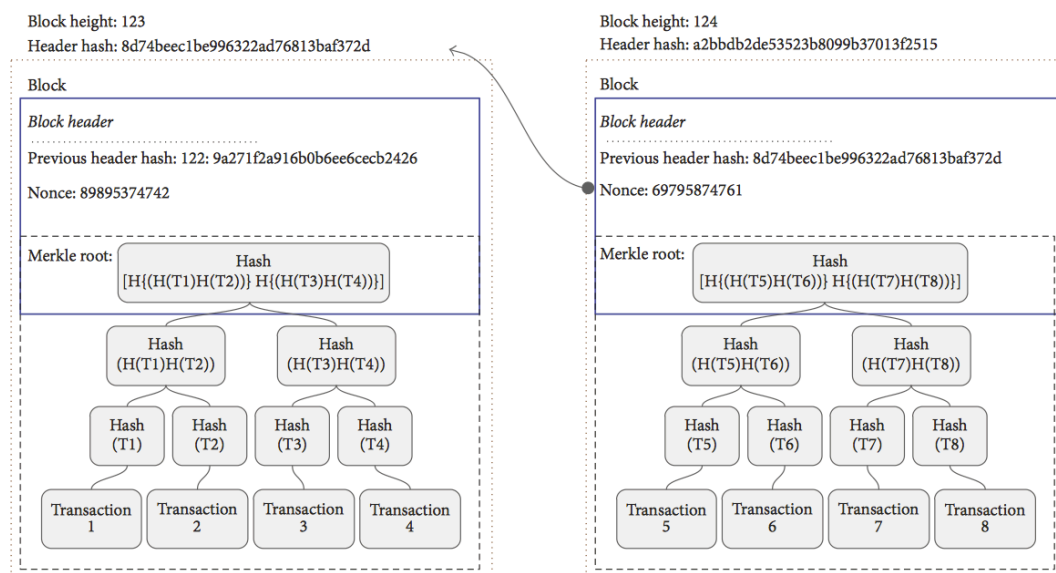 Block height: 123
Header hash: 8d74beec1be996322ad76813baf372d
Block
Block header
Previous header hash: 122: 9a271f2a916b0b6ee6cecb2426
Nonce: 89895374742
Merkle root:
Hash
[H{(H(T1)H(T2))} H{(H(T3)H(T4))}]
Hash
(H(T1)H(T2))
Hash
(H(T3)H(T4))
Hash
(T1)
Hash
(T2)
Hash
(T3)
Hash
(T4)
Transaction
1
Transaction
2
Transaction
3
Transaction
4
Block height: 124
Header hash: a2bbdb2de53523b8099b37013f2515
Block
Block header
Previous header hash: 8d74beec1be996322ad76813baf372d
Nonce: 69795874761
Merkle root:
Hash
[H{(H(T5)H(T6))} H{(H(T7)H(T8))}]
Hash
(H(T5)H(T6))
Hash
(H(T7)H(T8))
Hash
(T5)
Hash
(T6)
Hash
(T7)
Hash
(T8)
Transaction
5
Transaction
6
Transaction
7
Transaction
8